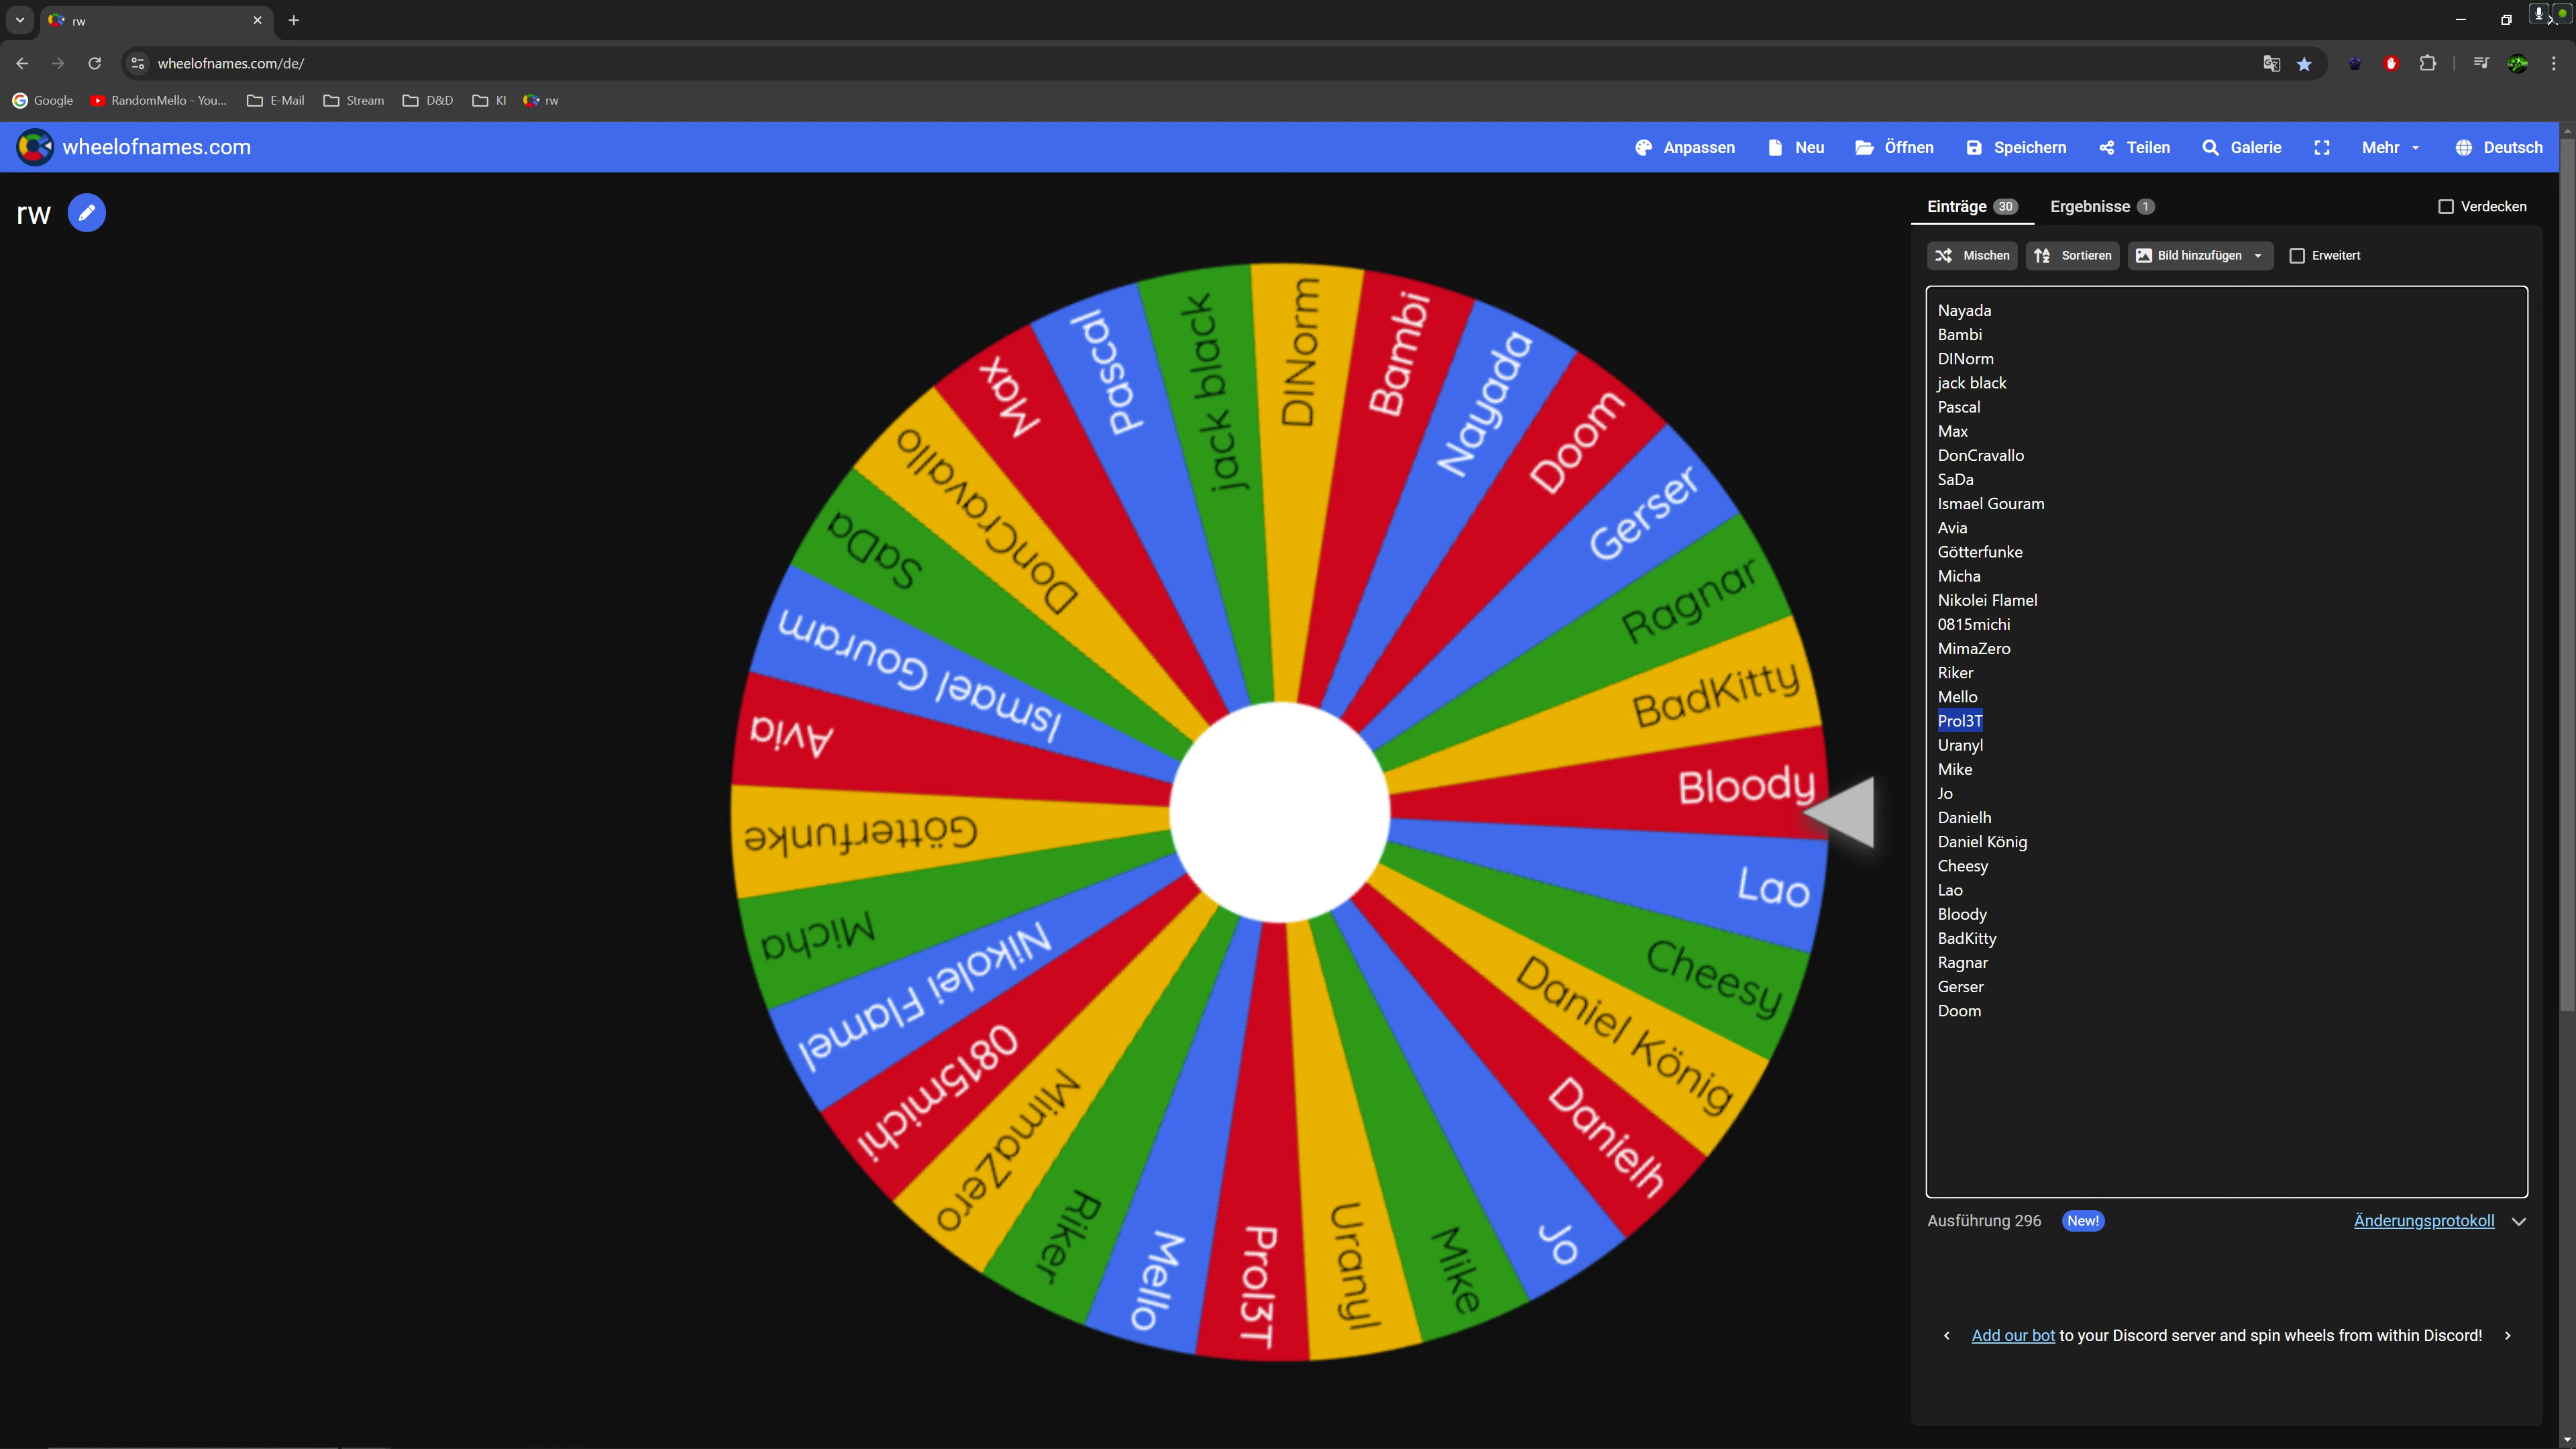 rw
wheelofnames.com/de/
Google
RandomMello - You...
E-Mail
Stream
D&D
KI
rw
wheelofnames.com
Anpassen
Neu
Öffnen
Speichern
Teilen
Galerie
Mehr
Deutsch
rw
Einträge 30
Ergebnisse 1
Verdecken
Mischen
Sortieren
Bild hinzufügen
Erweitert
DINorm
Bambi
Nayada
Doom
Gerser
Ragnar
BadKitty
Bloody
Lao
Cheesy
Daniel König
Danielh
Jo
Mike
Uranyl
Prol3T
Mello
Riker
MimaZero
0815michi
Nikolei Flamel
Micha
Götterfunke
Avia
Ismael Gouram
SaDa
DonCravallo
Max
Pascal
jack black
Nayada
Bambi
DINorm
jack black
Pascal
Max
DonCravallo
SaDa
Ismael Gouram
Avia
Götterfunke
Micha
Nikolei Flamel
0815michi
MimaZero
Riker
Mello
Prol3T
Uranyl
Mike
Jo
Danielh
Daniel König
Cheesy
Lao
Bloody
BadKitty
Ragnar
Gerser
Doom
Ausführung 296 New!
Änderungsprotokoll
Add our bot to your Discord server and spin wheels from within Discord!